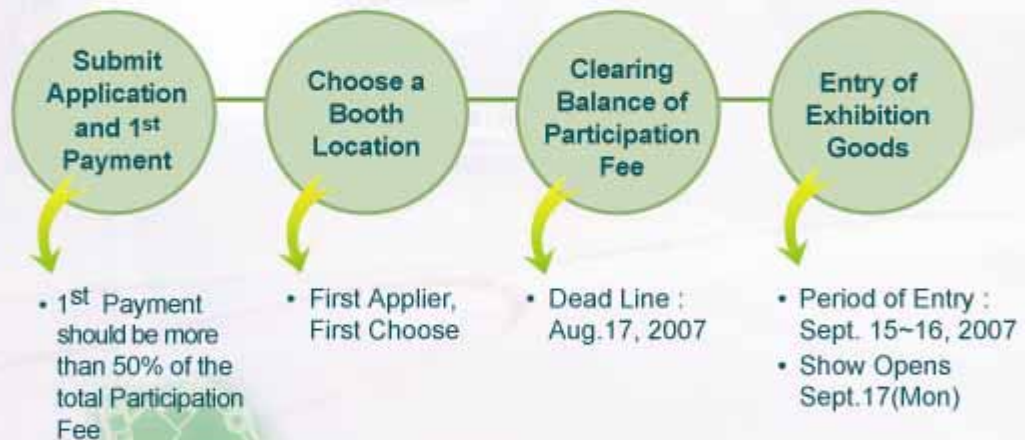 Submit
Application
and 1st
Payment
Choose a
Booth
Location
Clearing
Balance of
Participation
Fee
Entry of
Exhibition
Goods
• 1st Payment
should be more
than 50% of the
total Participation
Fee
• First Applier,
First Choose
• Dead Line :
Aug.17, 2007
• Period of Entry :
Sept. 15~16, 2007
• Show Opens
Sept.17(Mon)